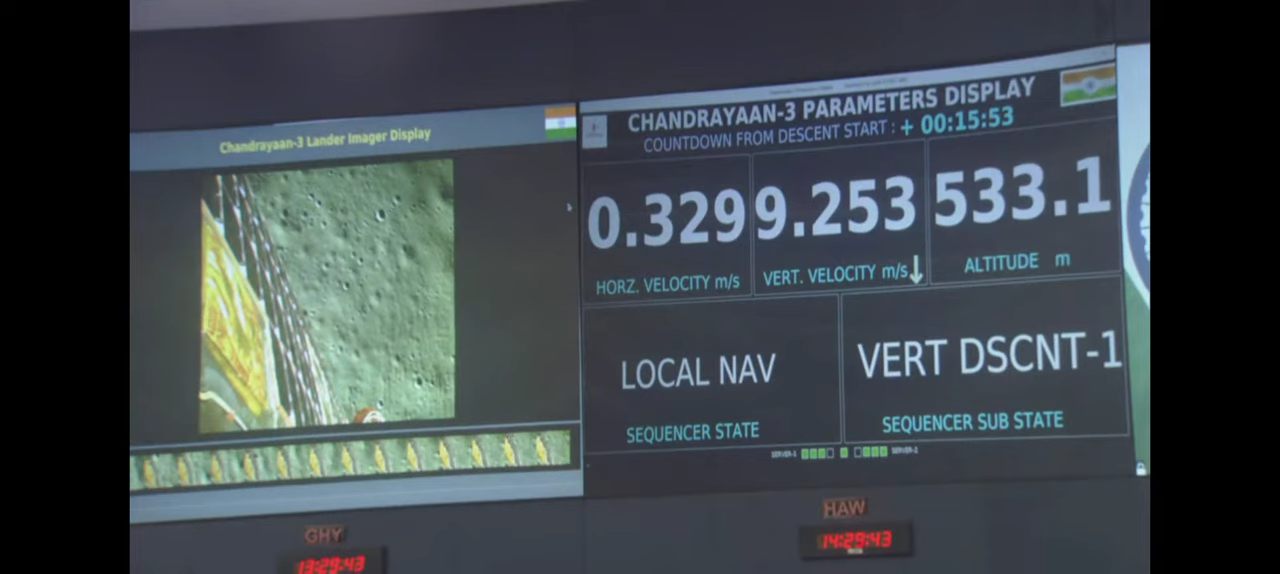 Chandrayaan-3 Lander Imager Display
CHANDRAYAAN-3 PARAMETERS DISPLAY
COUNTDOWN FROM DESCENT START : + 00:15:53
0.329
HORZ. VELOCITY m/s
9.253
VERT. VELOCITY m/s
533.1
ALTITUDE m
LOCAL NAV
SEQUENCER STATE
VERT DSCNT-1
SEQUENCER SUB STATE
SERVER-1
SERVER-2
GHY
13:29:43
HAW
14:29:43